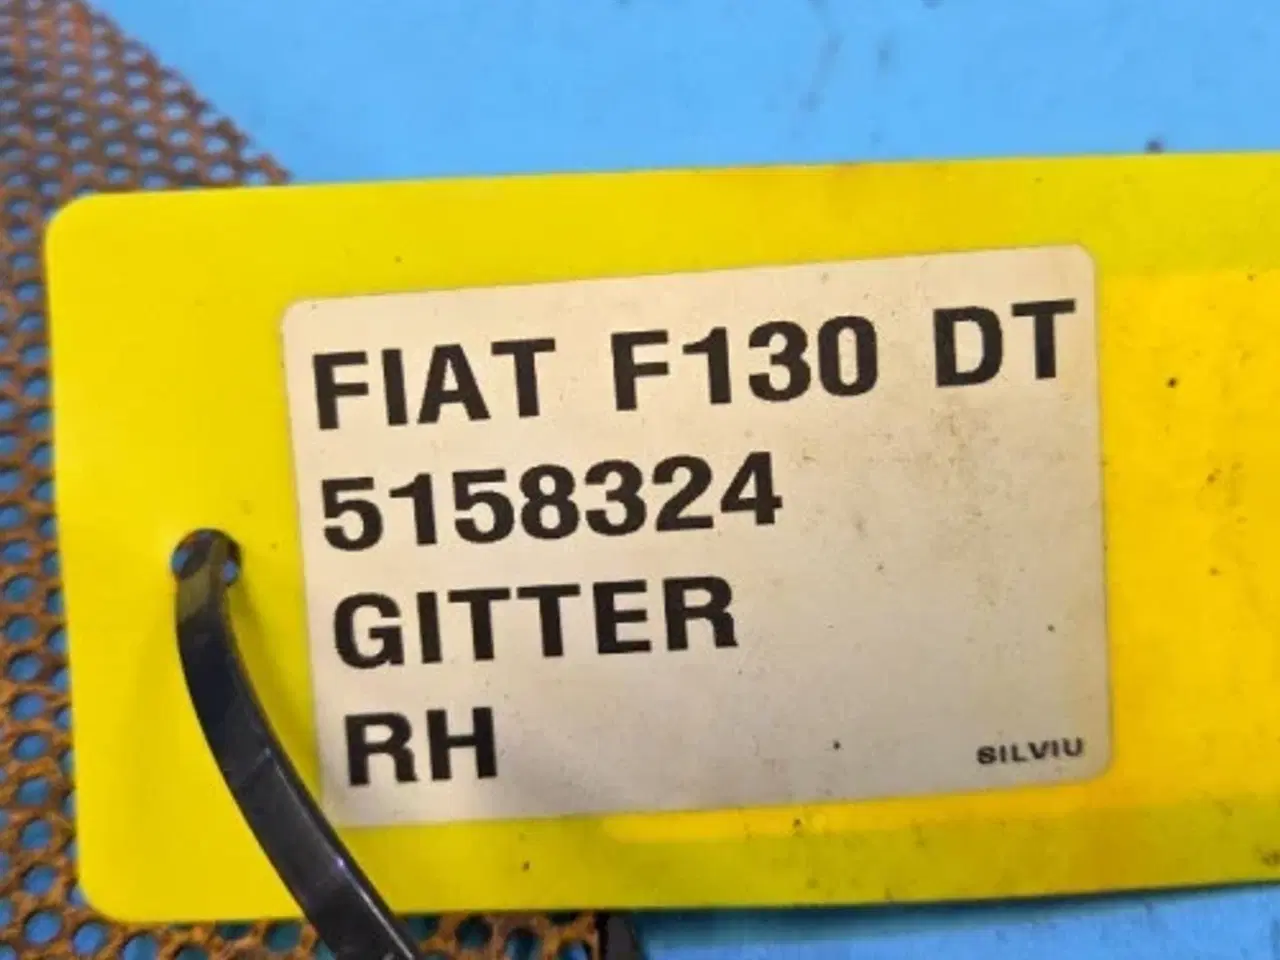 FIAT F130 DT
5158324
GITTER
RH
SILVIU